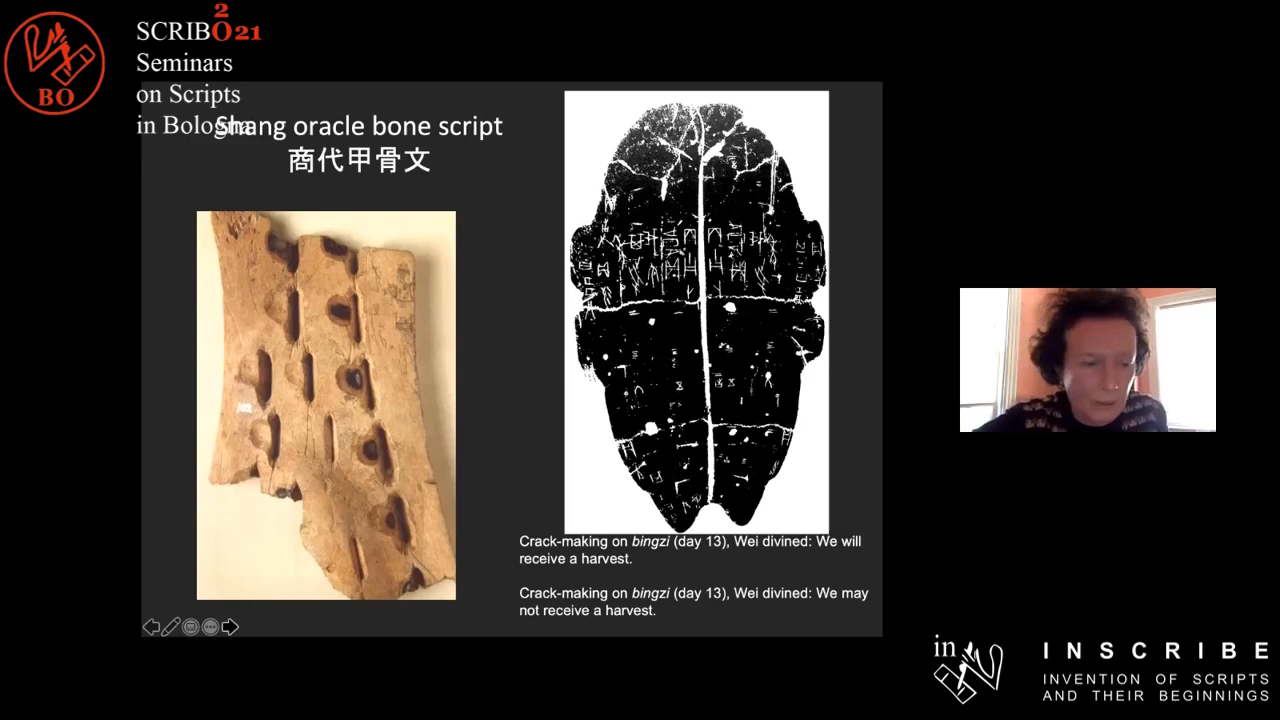 SCRIBO 2021
Seminars
on Scripts
in Bologna
BO
Shang oracle bone script
商代甲骨文
Crack-making on bingzi (day 13), Wei divined: We will
receive a harvest.
Crack-making on bingzi (day 13), Wei divined: We may
not receive a harvest.
in
INSCRIBE
INVENTION OF SCRIPTS
AND THEIR BEGINNINGS